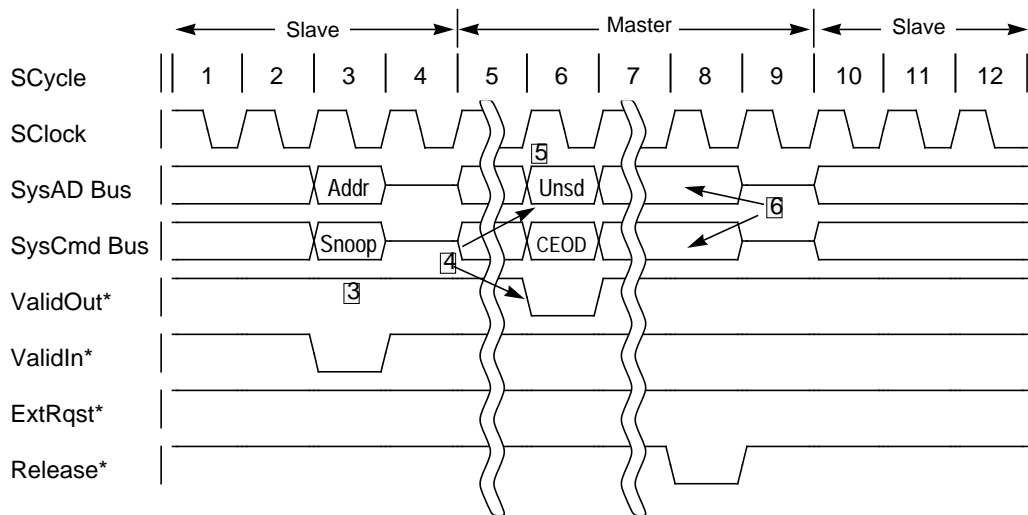 Slave Master Slave
SCycle 1 2 3 4 5 6 7 8 9 10 11 12
SClock
5
SysAD Bus Addr Unsd
6
SysCmd Bus Snoop CEOD
4
ValidOut*
3
ValidIn*
ExtRqst*
Release*